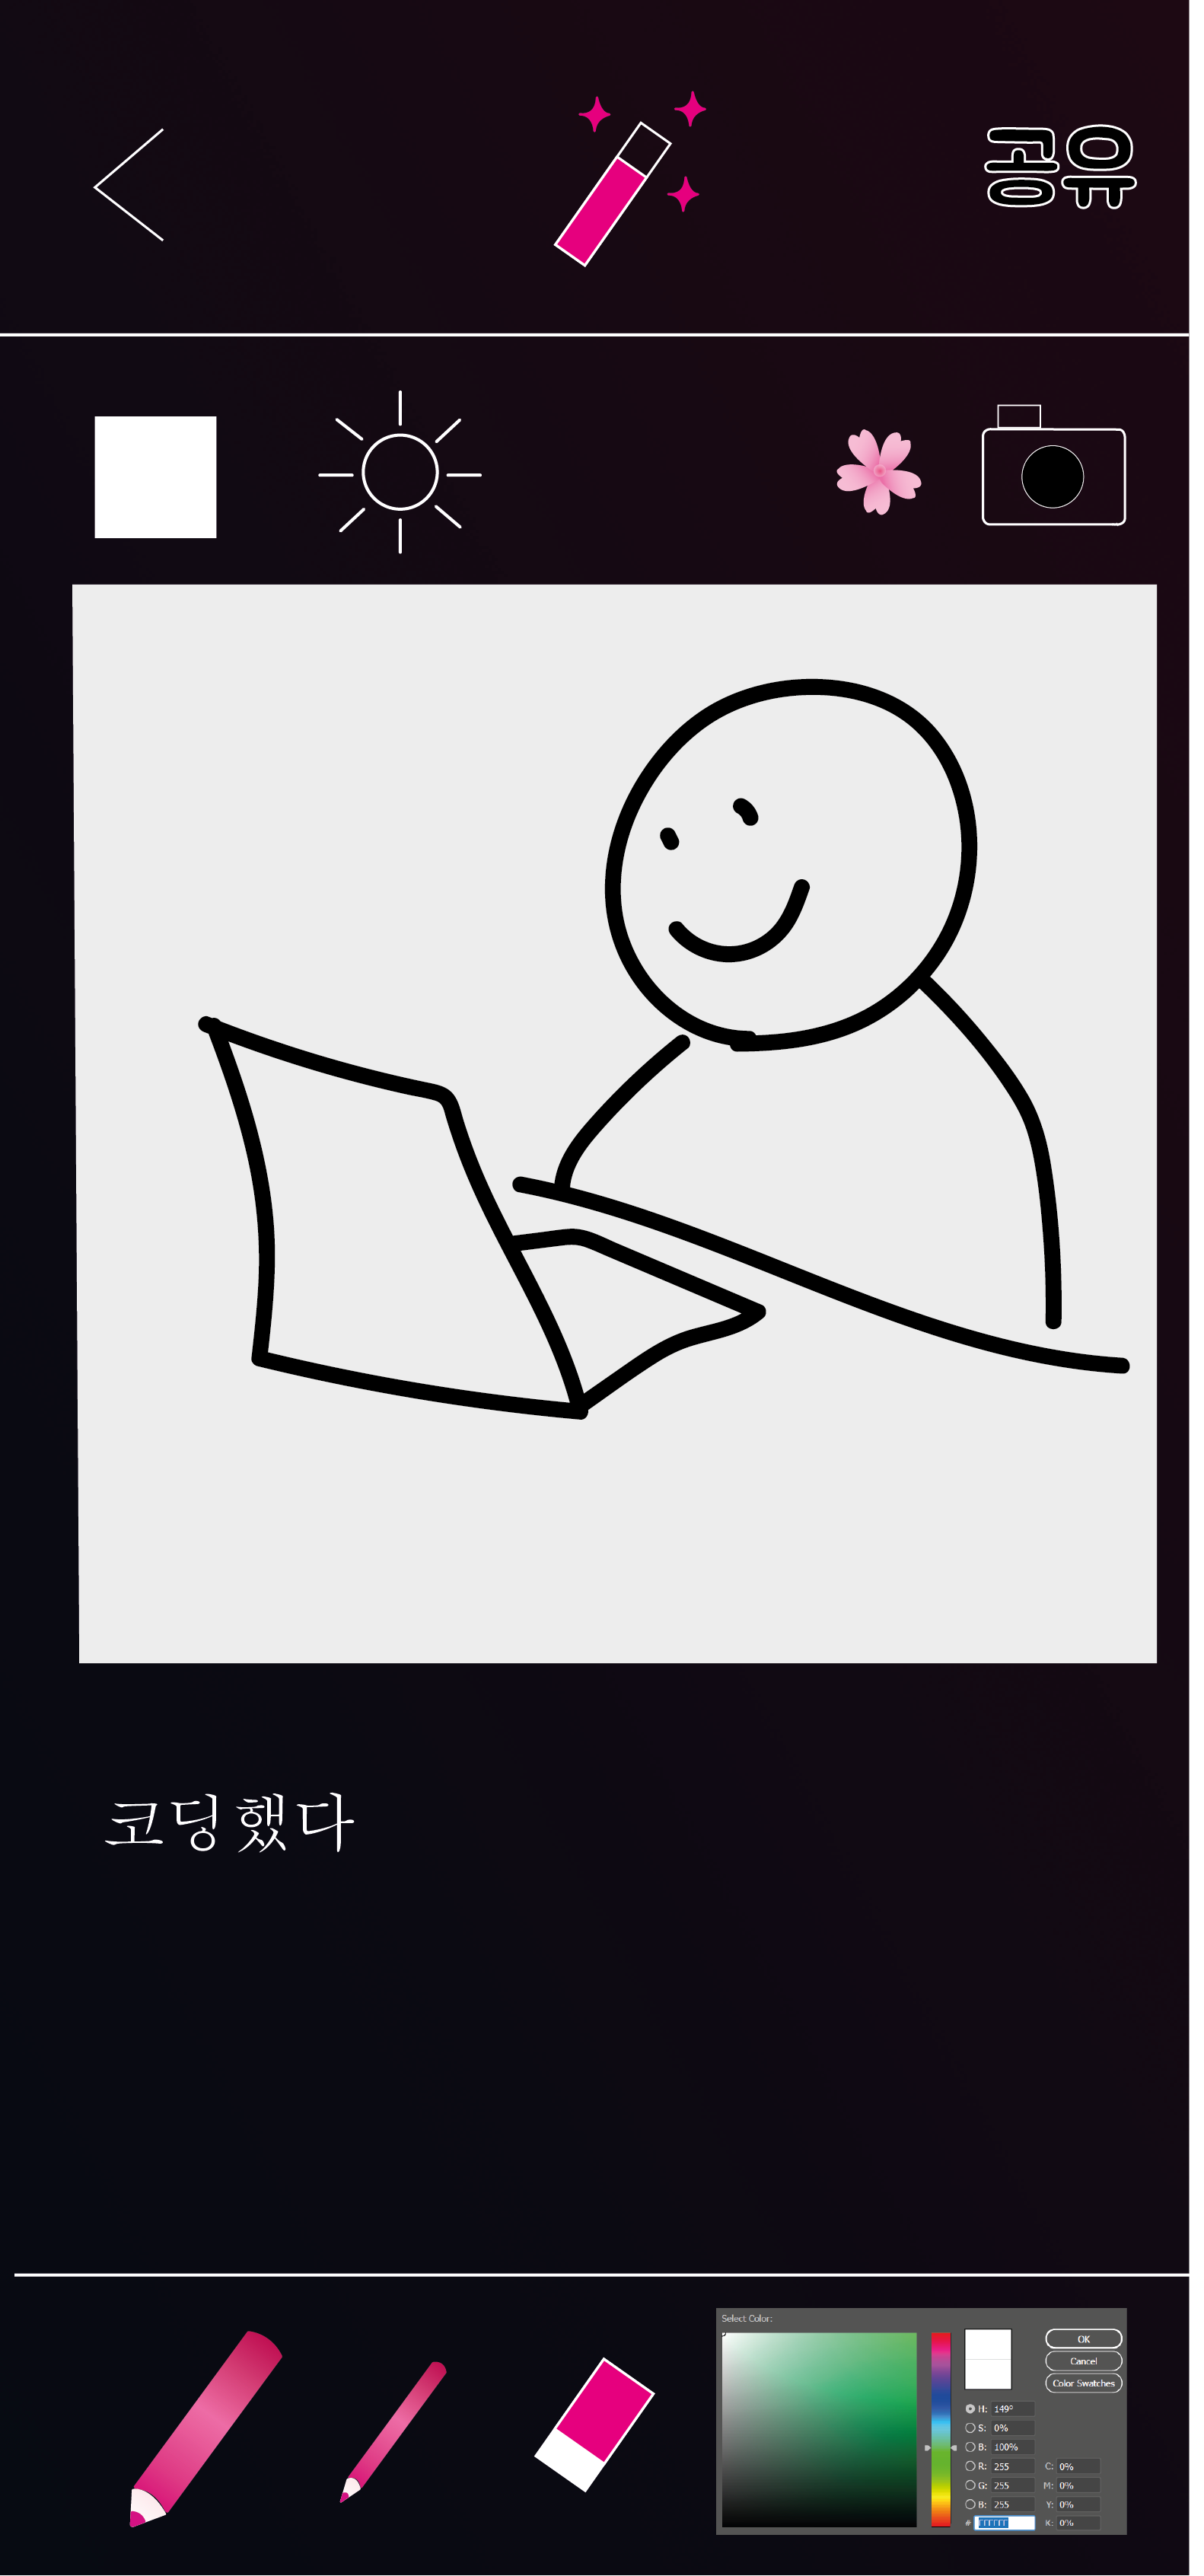 공유
코딩했다
Select Color:
OK
Cancel
Color Swatches
H: 149°
S: 0%
B: 100%
R: 255 C: 0%
G: 255 M: 0%
B: 255 Y: 0%
# K: 0%